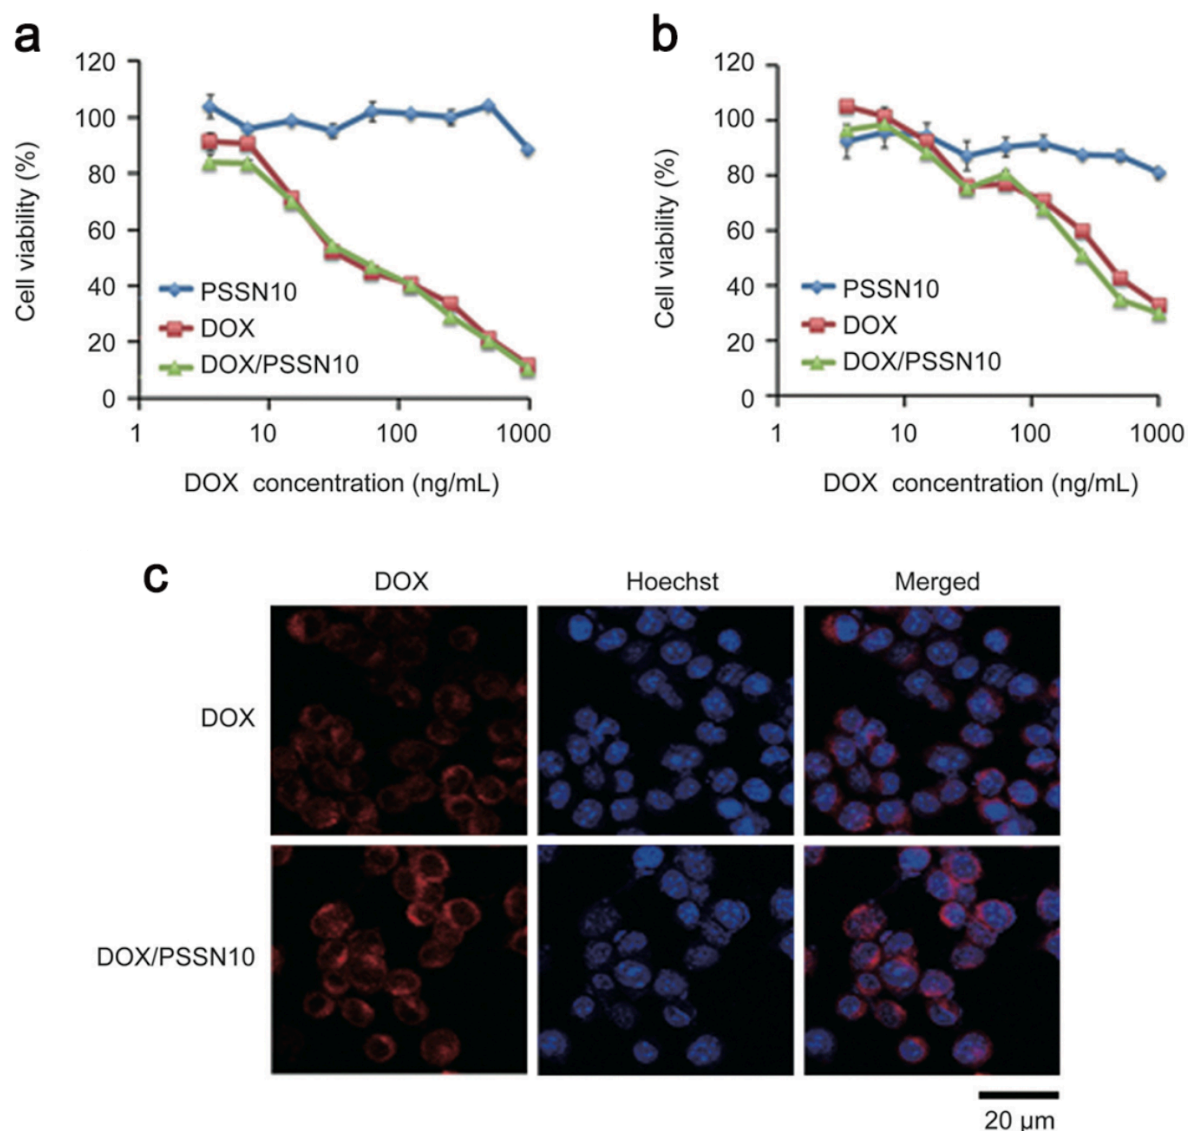 a
120
100
80
60
40
20
0
Cell viability (%)
PSSN10
DOX
DOX/PSSN10
1
10
100
1000
DOX concentration (ng/mL)
b
120
100
80
60
40
20
0
Cell viability (%)
PSSN10
DOX
DOX/PSSN10
1
10
100
1000
DOX concentration (ng/mL)
c
DOX
Hoechst
Merged
DOX
DOX/PSSN10
20 μm